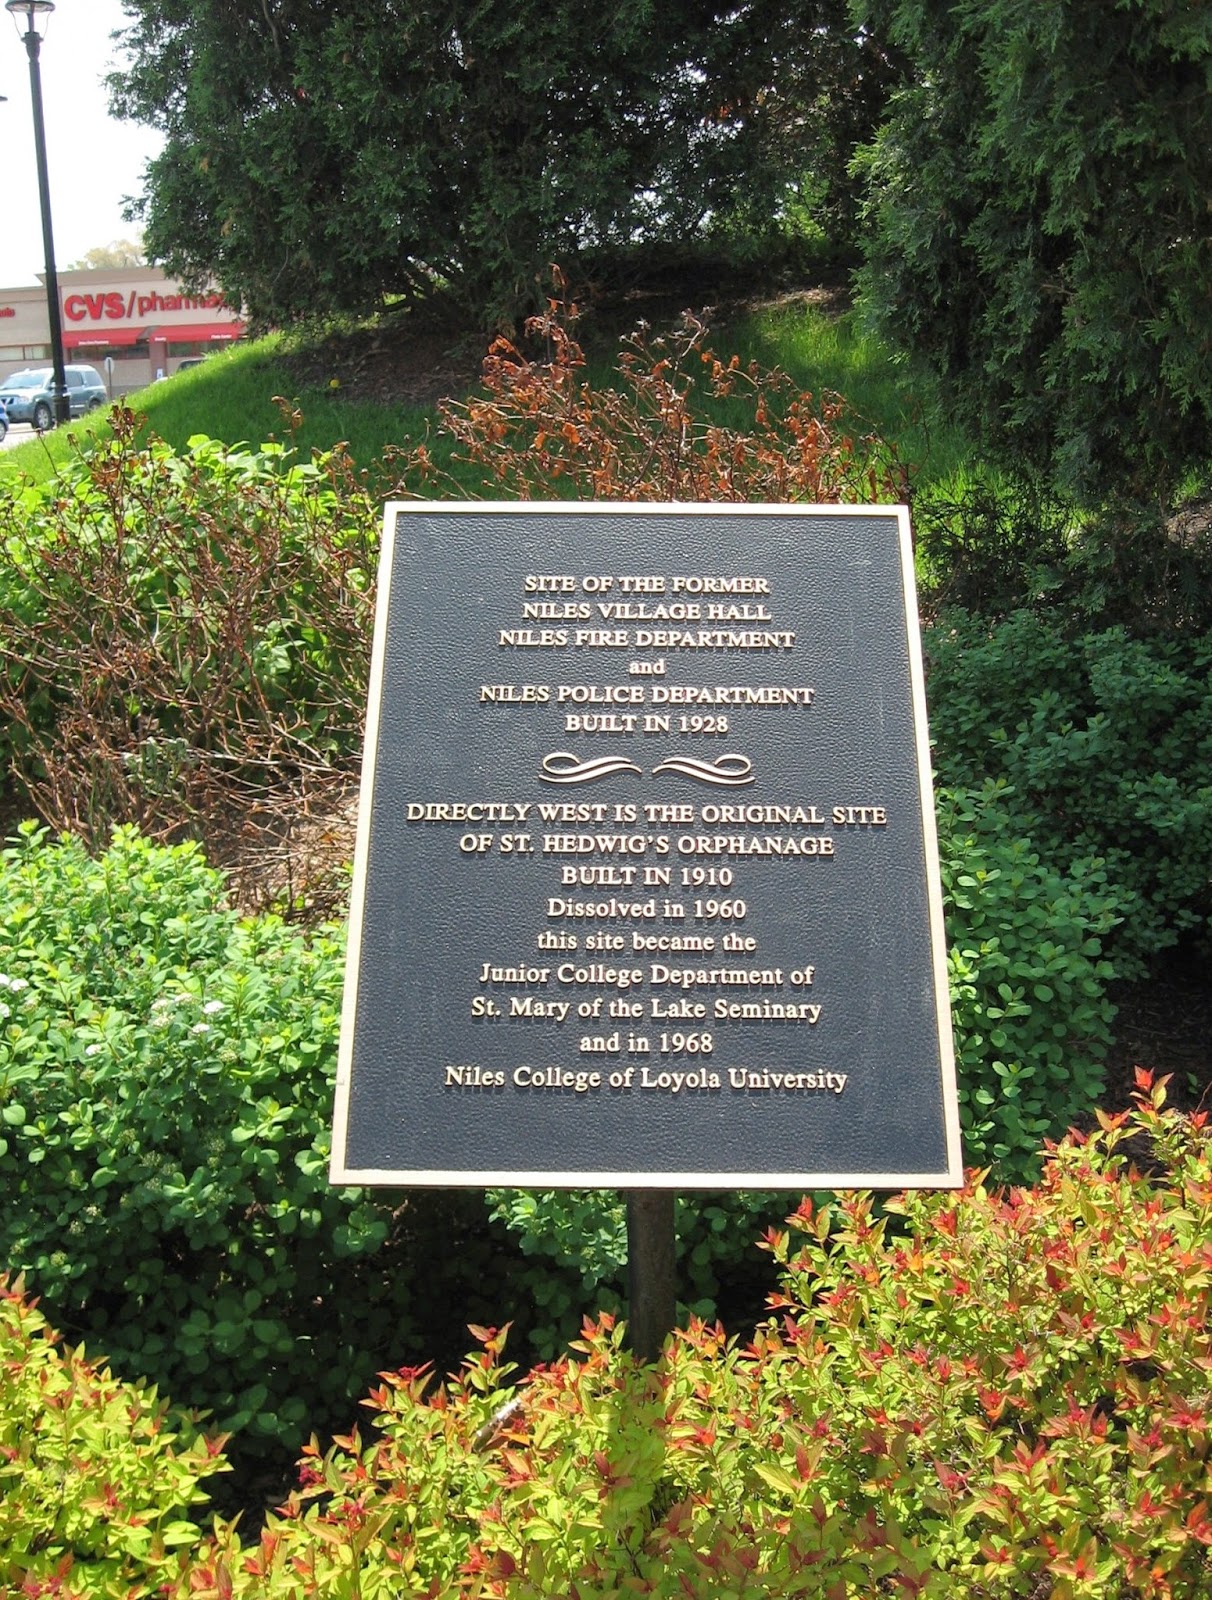 CVS/pharma
SITE OF THE FORMER
NILES VILLAGE HALL
NILES FIRE DEPARTMENT
and
NILES POLICE DEPARTMENT
BUILT IN 1928
DIRECTLY WEST IS THE ORIGINAL SITE
OF ST. HEDWIG'S ORPHANAGE
BUILT IN 1910
Dissolved in 1960
this site became the
Junior College Department of
St. Mary of the Lake Seminary
and in 1968
Niles College of Loyola University